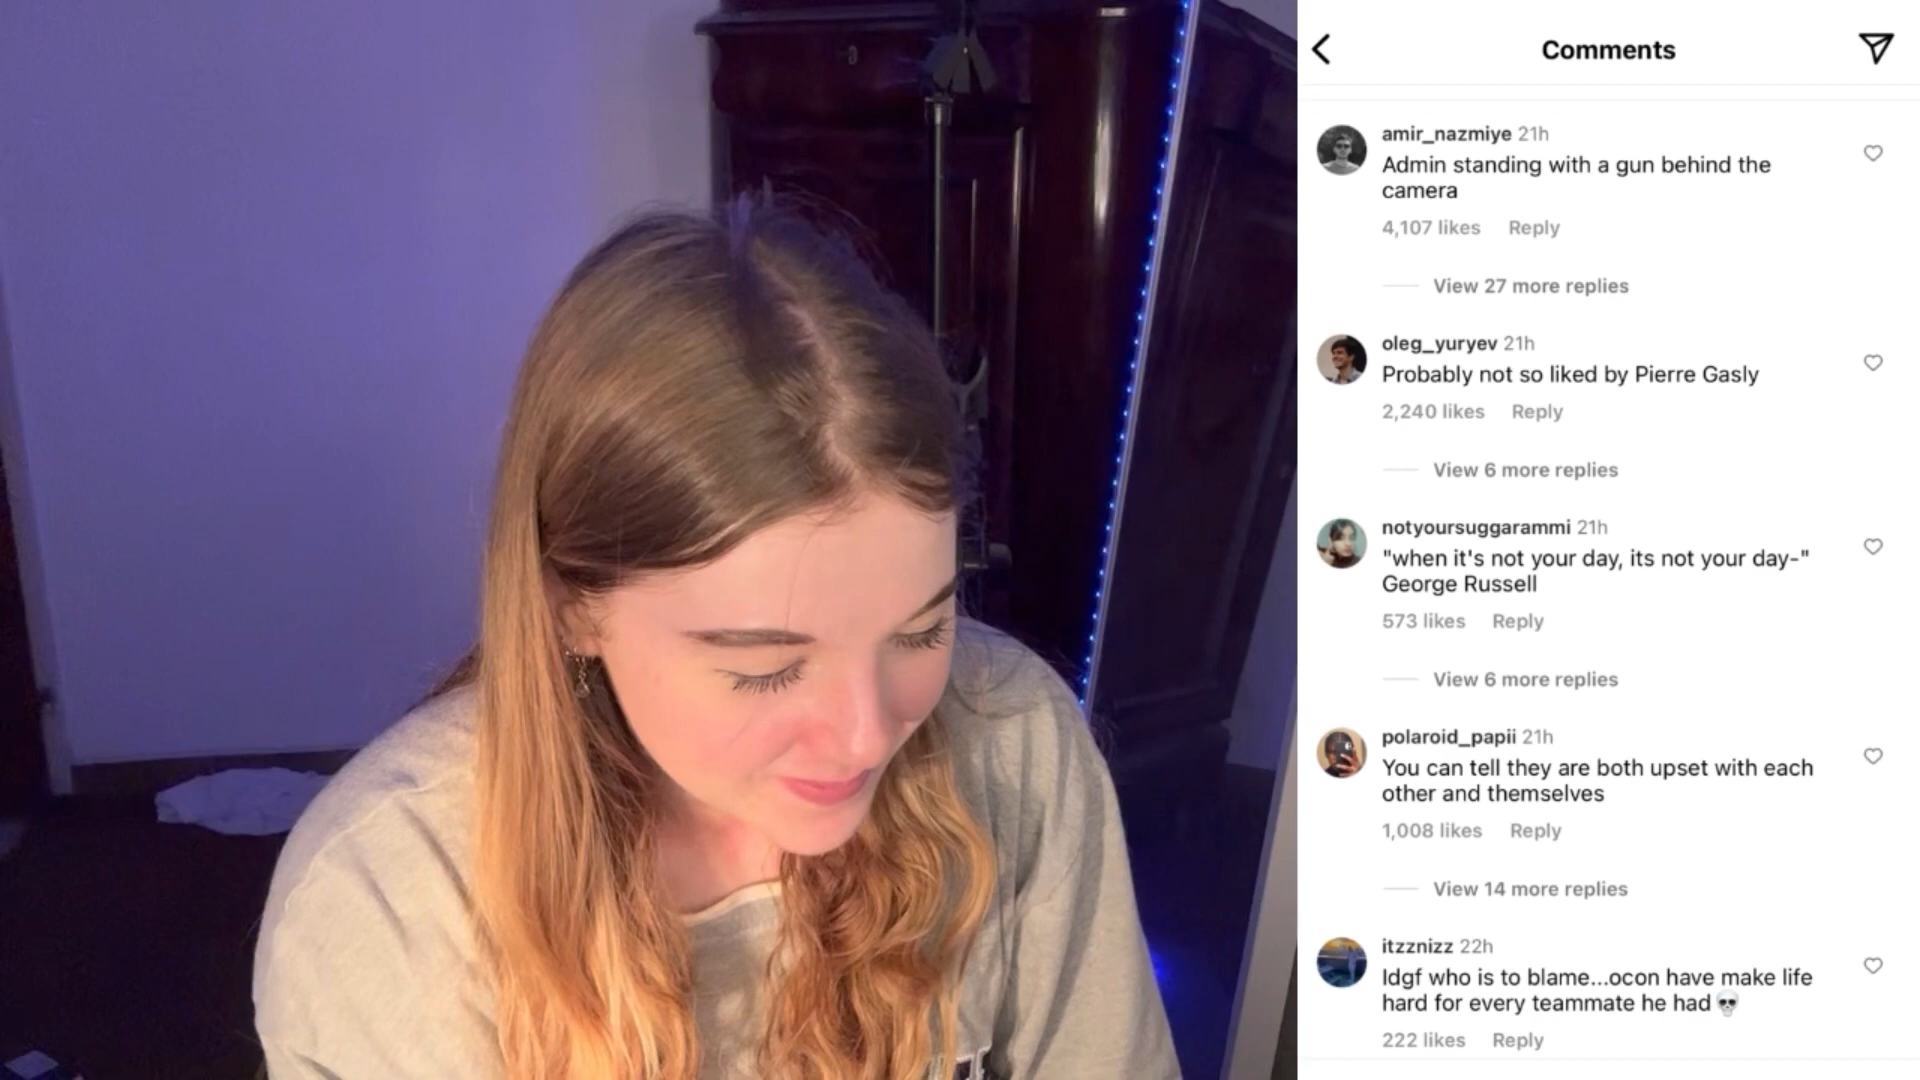 Comments
amir_nazmiye 21h
Admin standing with a gun behind the
camera
4,107 likes Reply
View 27 more replies
oleg_yuryev 21h
Probably not so liked by Pierre Gasly
2,240 likes Reply
View 6 more replies
notyoursuggarammi 21h
"when it's not your day, its not your day-"
George Russell
573 likes Reply
View 6 more replies
polaroid_papii 21h
You can tell they are both upset with each
other and themselves
1,008 likes Reply
View 14 more replies
itzznizz 22h
Idgf who is to blame...ocon have make life
hard for every teammate he had💀
222 likes Reply